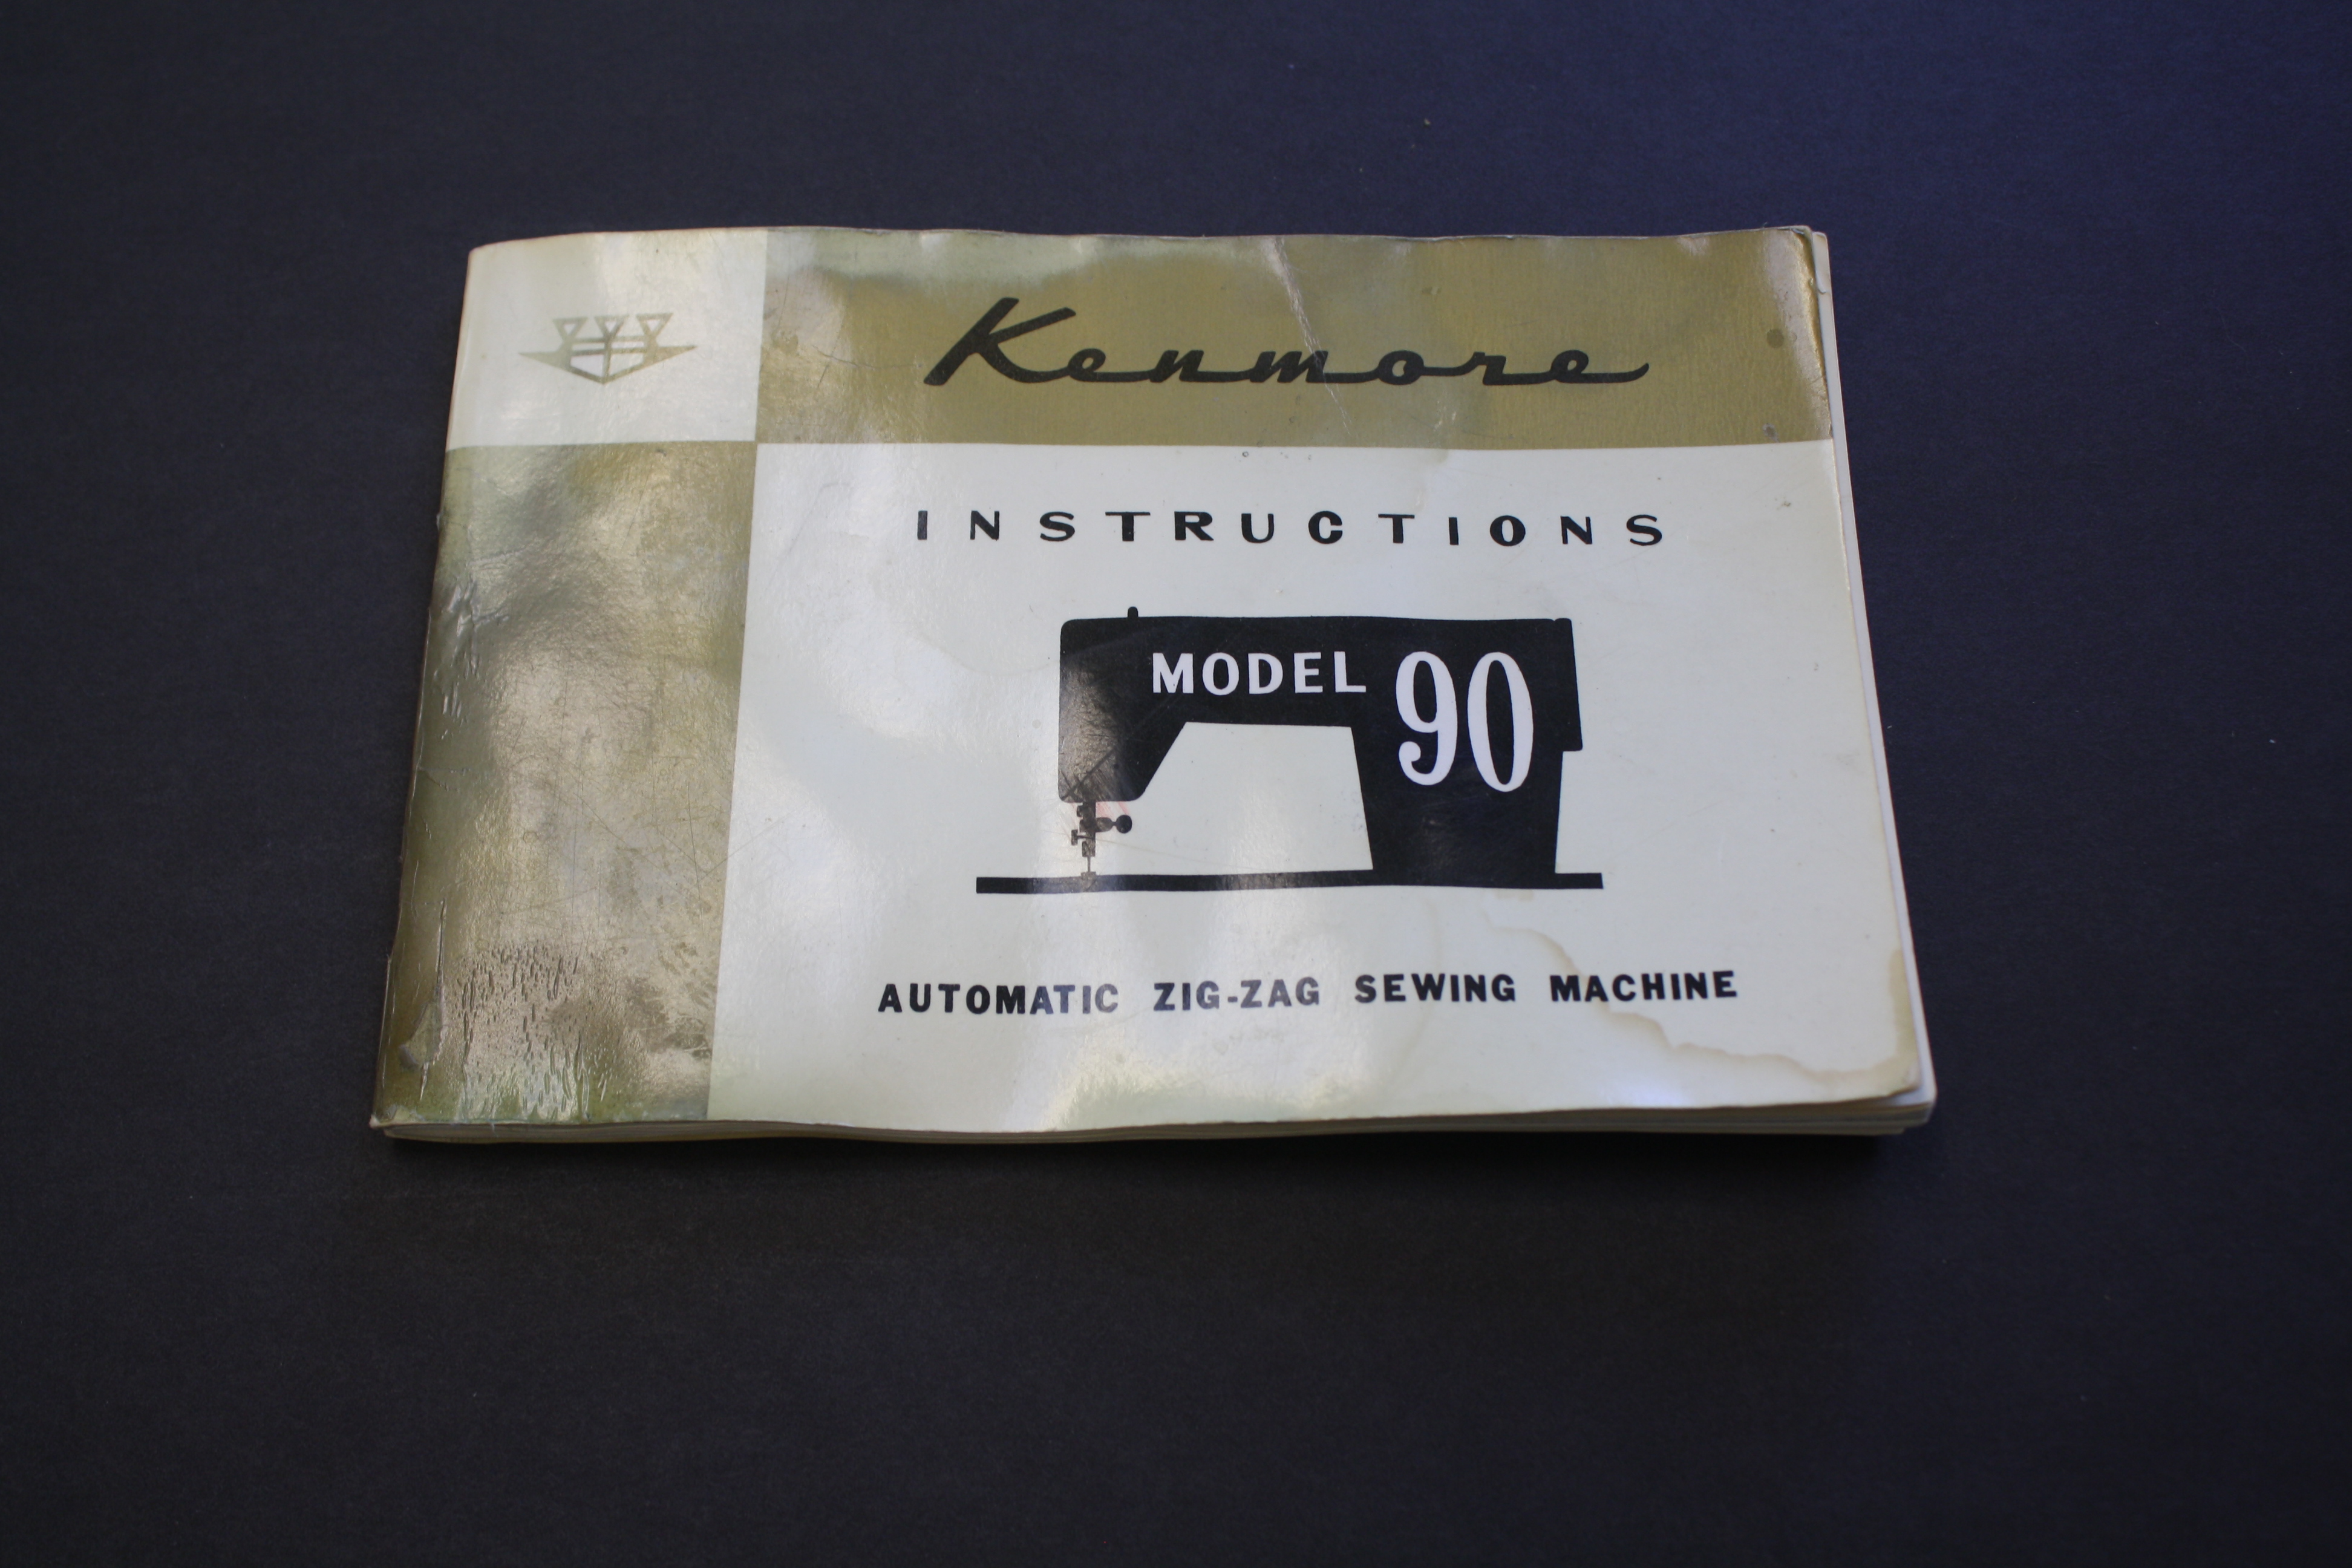 Kenmore
INSTRUCTIONS
MODEL 90
AUTOMATIC ZIG-ZAG SEWING MACHINE